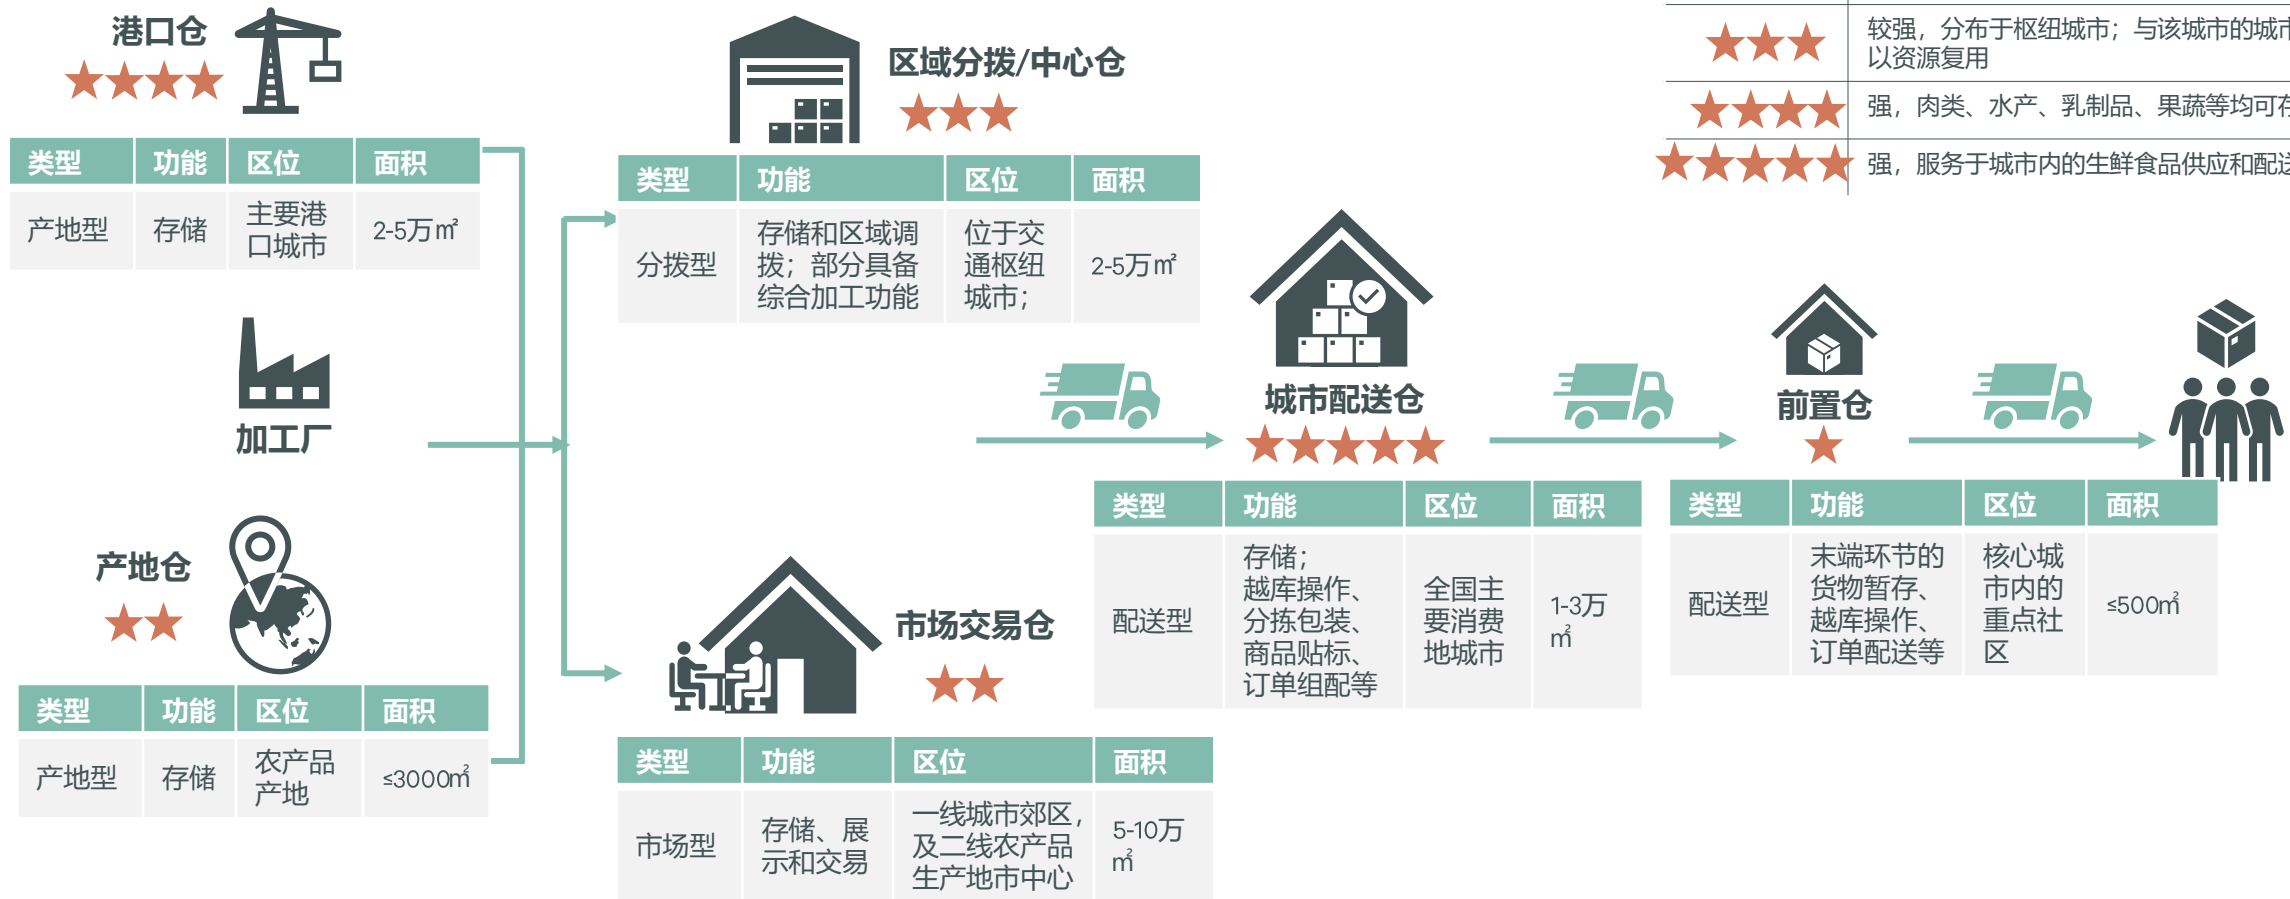 港口仓
类型 功能 区位 面积
产地型 存储 主要港
口城市 2-5万㎡
加工厂
产地仓
类型 功能 区位 面积
产地型 存储 农产品
产地 ≤3000㎡
区域分拨/中心仓
类型 功能 区位 面积
分拨型
存储和区域调
拨；部分具备
综合加工功能
位于交
通枢纽
城市；
2-5万㎡
市场交易仓
类型 功能 区位 面积
市场型
存储、展
示和交易
一线城市郊区，
及二线农产品
生产地市中心
5-10万
㎡
城市配送仓
类型 功能 区位 面积
配送型
存储；
越库操作、
分拣包装、
商品贴标、
订单组配等
全国主
要消费
地城市
1-3万
㎡
前置仓
类型 功能 区位 面积
配送型
末端环节的
货物暂存、
越库操作、
订单配送等
核心城
市内的
重点社
区
≤500㎡
较强，分布于枢纽城市；与该城市的城市
以资源复用
强，肉类、水产、乳制品、果蔬等均可存
强，服务于城市内的生鲜食品供应和配送